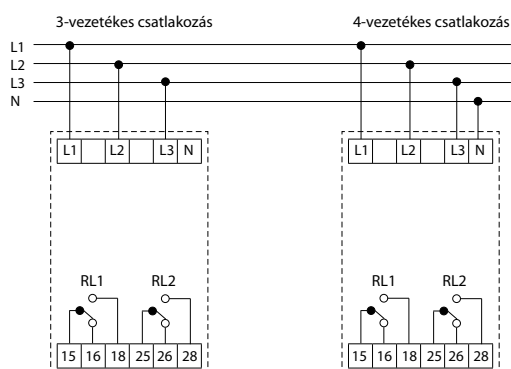 3-vezetékes csatlakozás 4-vezetékes csatlakozás
L1
L2
L3
N
L1 L2 L3 N L1 L2 L3 N
RL1 RL2 RL1 RL2
15 16 18 25 26 28 15 16 18 25 26 28